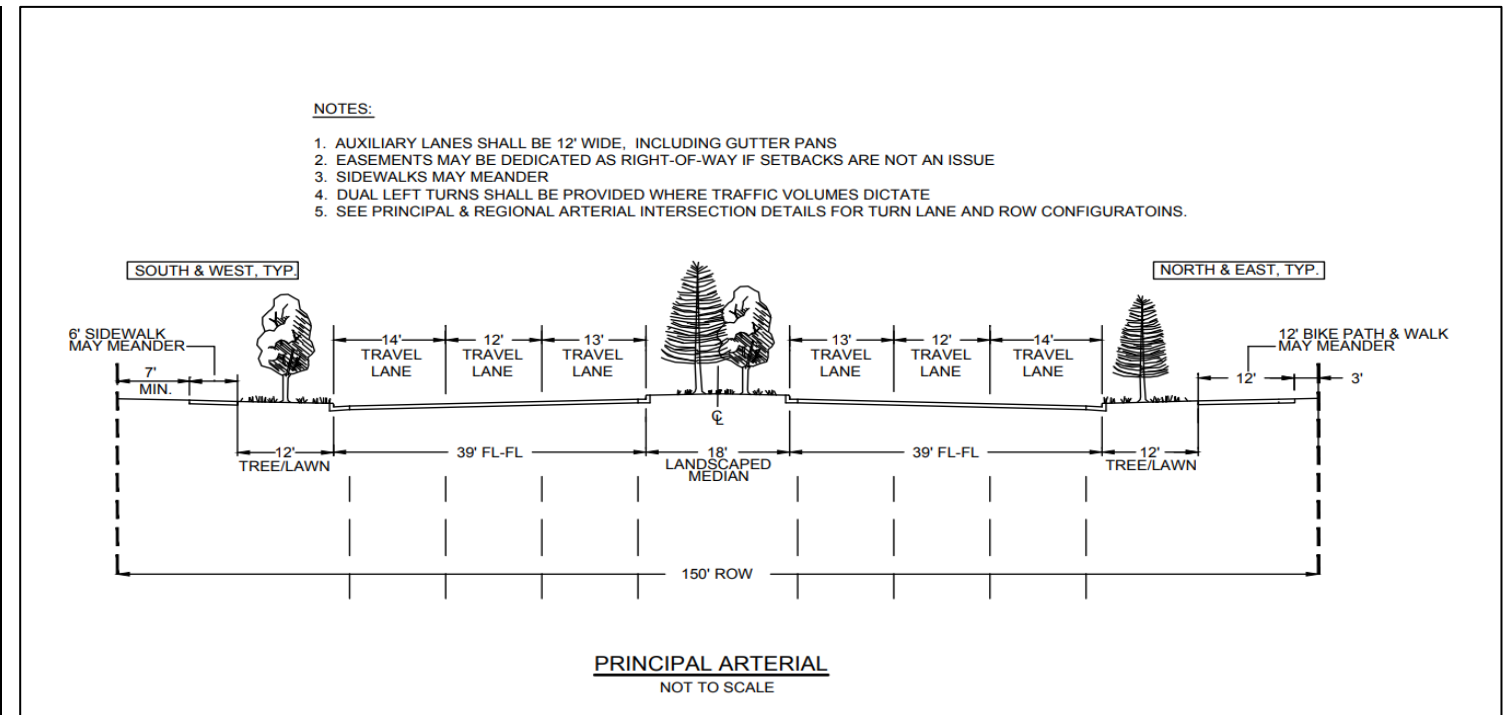 NOTES:
1. AUXILIARY LANES SHALL BE 12' WIDE, INCLUDING GUTTER PANS
2. EASEMENTS MAY BE DEDICATED AS RIGHT-OF-WAY IF SETBACKS ARE NOT AN ISSUE
3. SIDEWALKS MAY MEANDER
4. DUAL LEFT TURNS SHALL BE PROVIDED WHERE TRAFFIC VOLUMES DICTATE
5. SEE PRINCIPAL & REGIONAL ARTERIAL INTERSECTION DETAILS FOR TURN LANE AND ROW CONFIGURATOINS.
SOUTH & WEST, TYP.
NORTH & EAST, TYP.
6' SIDEWALK
MAY MEANDER
7'
MIN.
14'
TRAVEL
LANE
12'
TRAVEL
LANE
13'
TRAVEL
LANE
13'
TRAVEL
LANE
12'
TRAVEL
LANE
14'
TRAVEL
LANE
12' BIKE PATH & WALK
MAY MEANDER
12'
3'
CL
12'
TREE/LAWN
39' FL-FL
18'
LANDSCAPED
MEDIAN
39' FL-FL
12'
TREE/LAWN
150' ROW
PRINCIPAL ARTERIAL
NOT TO SCALE